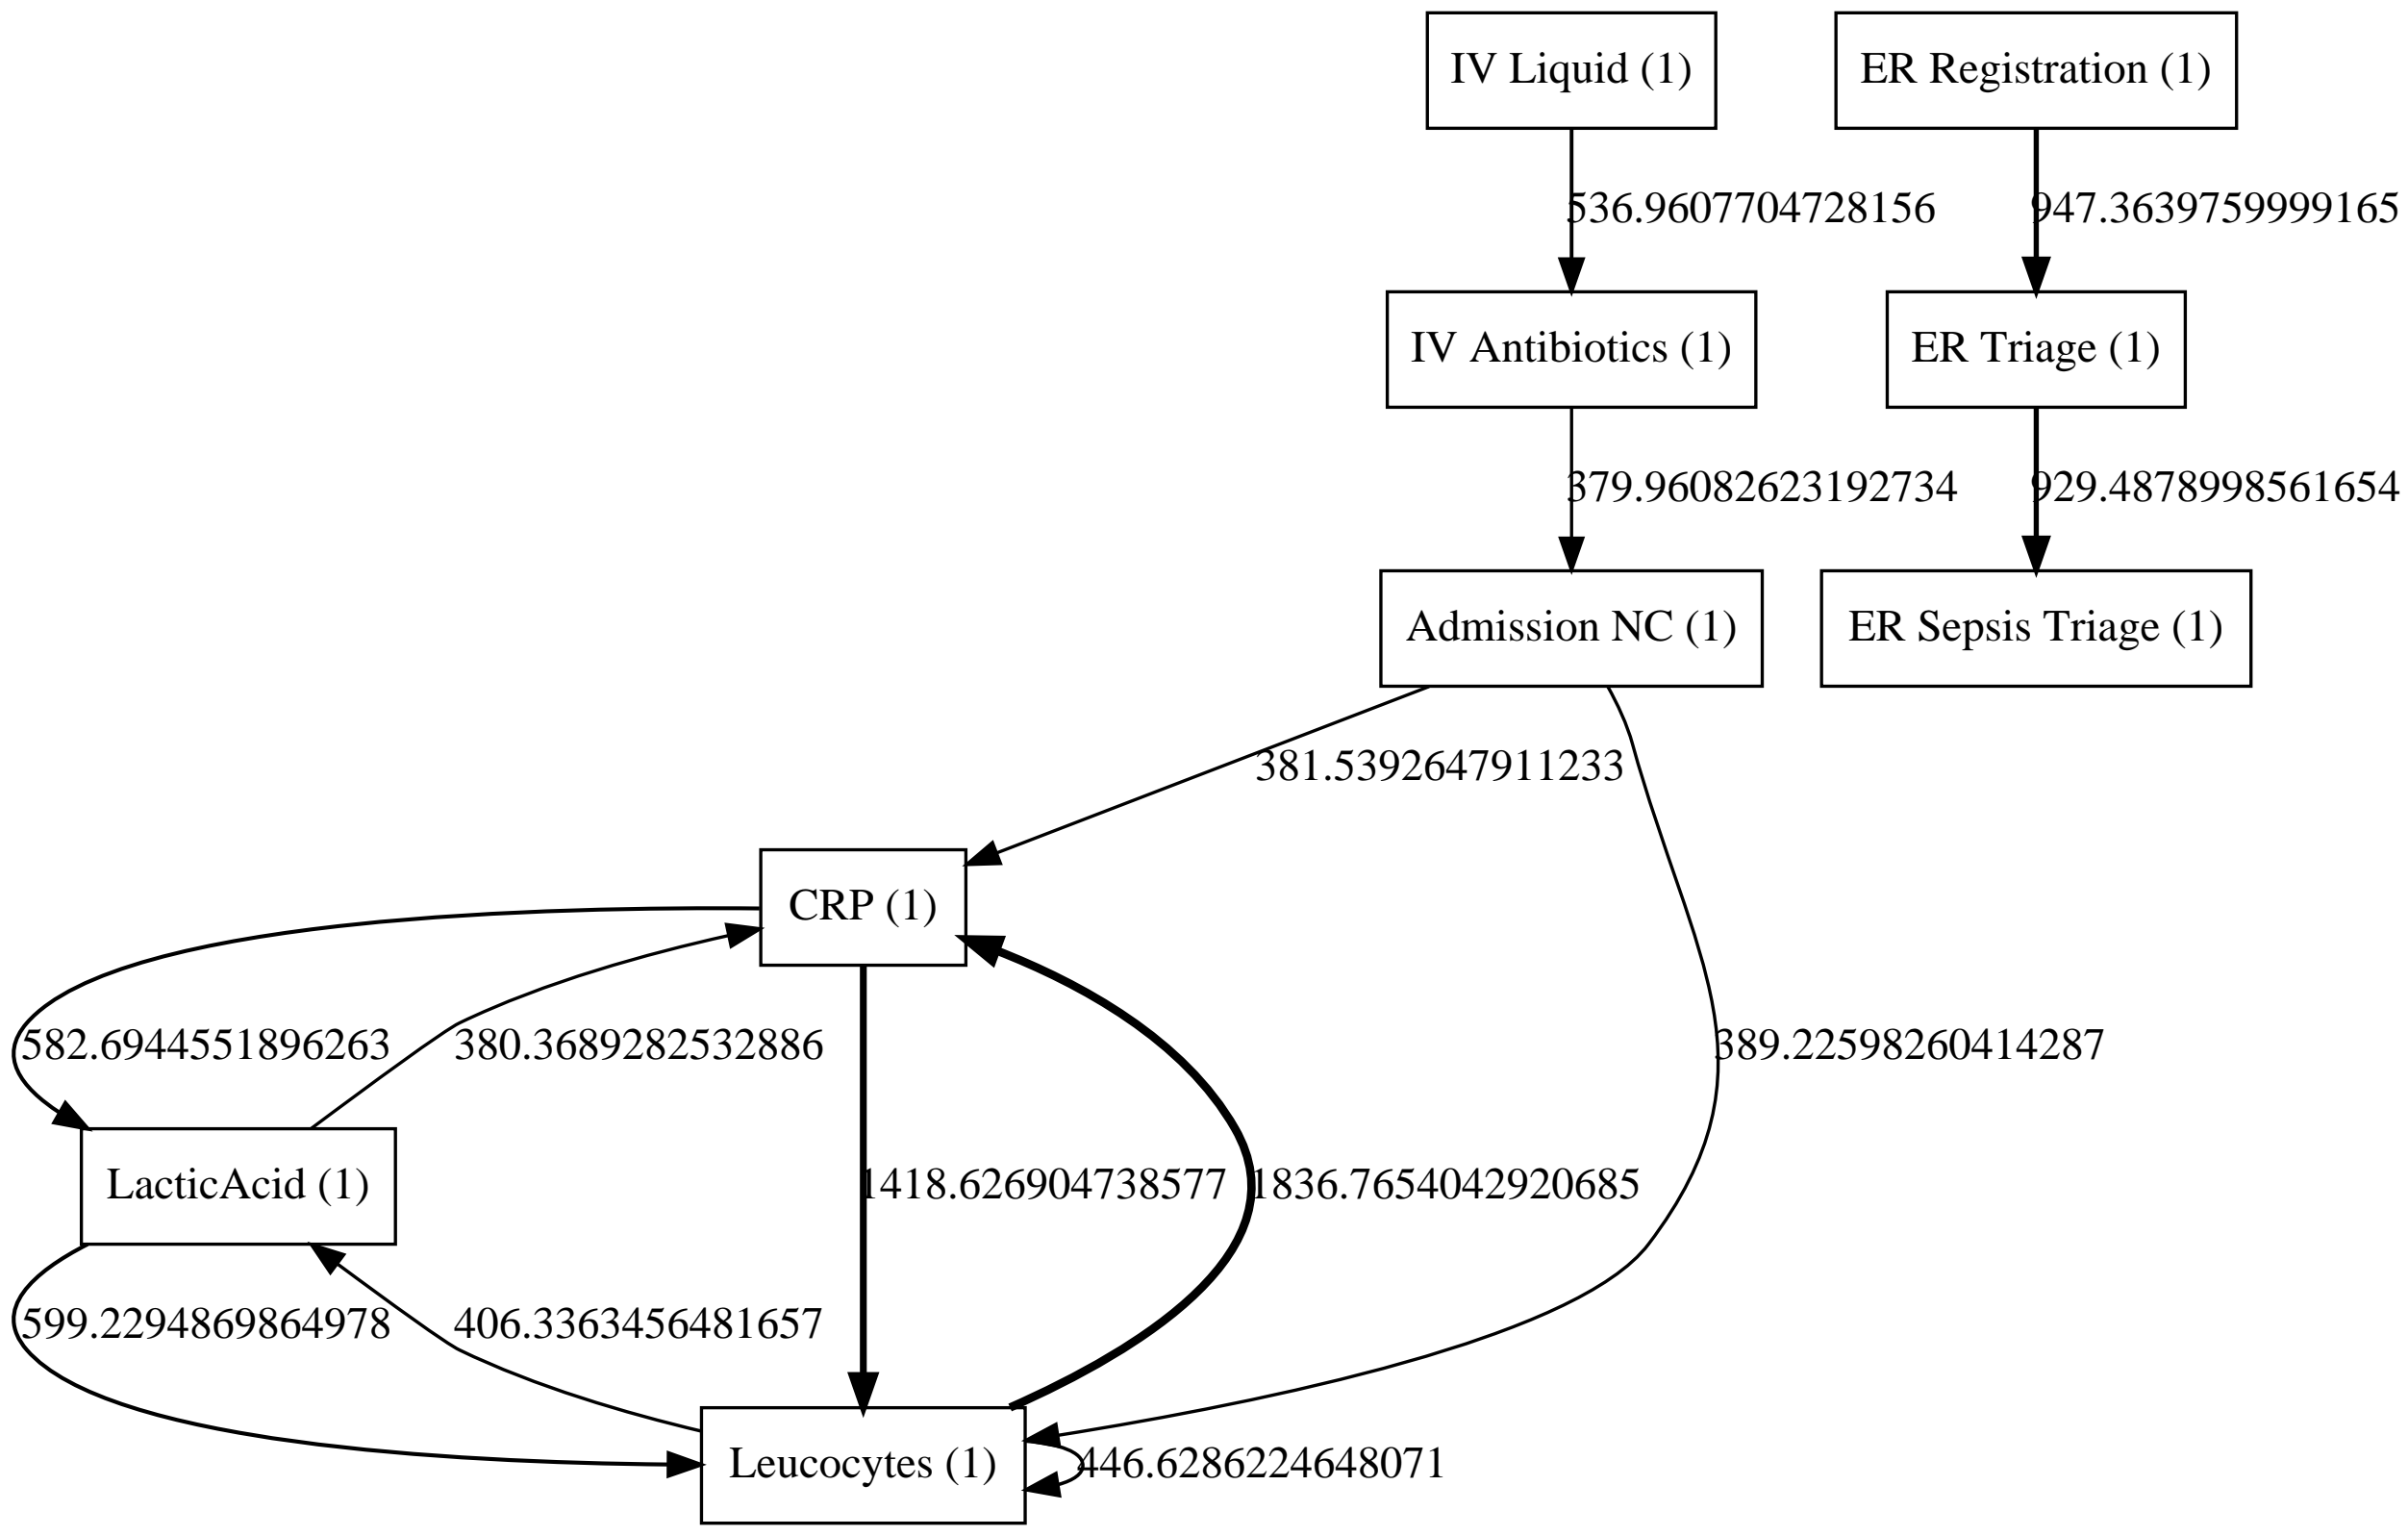 IV Liquid (1)
ER Registration (1)
536.9607704728156
947.3639759999165
IV Antibiotics (1)
ER Triage (1)
379.96082623192734
929.4878998561654
Admission NC (1)
ER Sepsis Triage (1)
381.5392647911233
CRP (1)
582.6944551896263
380.3689282532886
389.22598260414287
LacticAcid (1)
1418.626904738577
1836.7654042920685
599.2294869864978
406.3363456481657
Leucocytes (1)
446.6286224648071